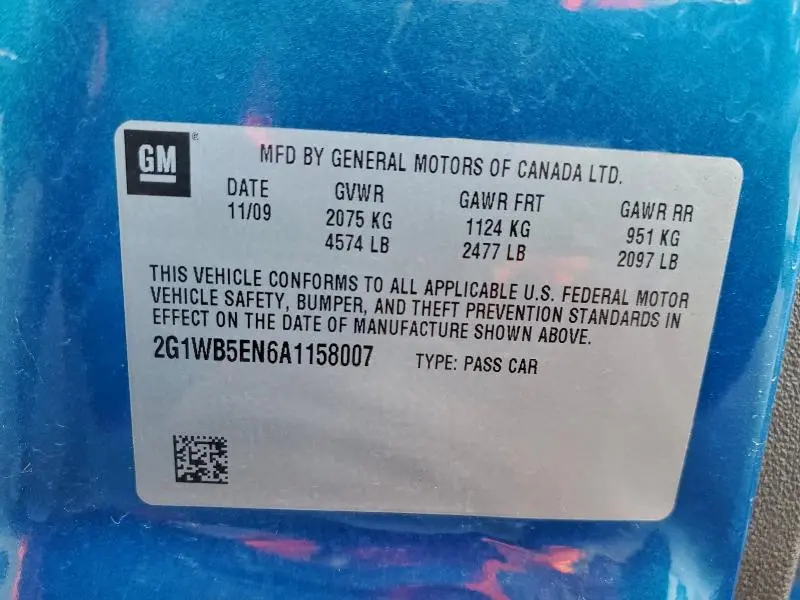 GM ®
MFD BY GENERAL MOTORS OF CANADA LTD.
DATE GVWR GAWR FRT GAWR RR
11/09 2075 KG 1124 KG 951 KG
4574 LB 2477 LB 2097 LB
THIS VEHICLE CONFORMS TO ALL APPLICABLE U.S. FEDERAL MOTOR
VEHICLE SAFETY, BUMPER, AND THEFT PREVENTION STANDARDS IN
EFFECT ON THE DATE OF MANUFACTURE SHOWN ABOVE.
2G1WB5EN6A1158007 TYPE: PASS CAR